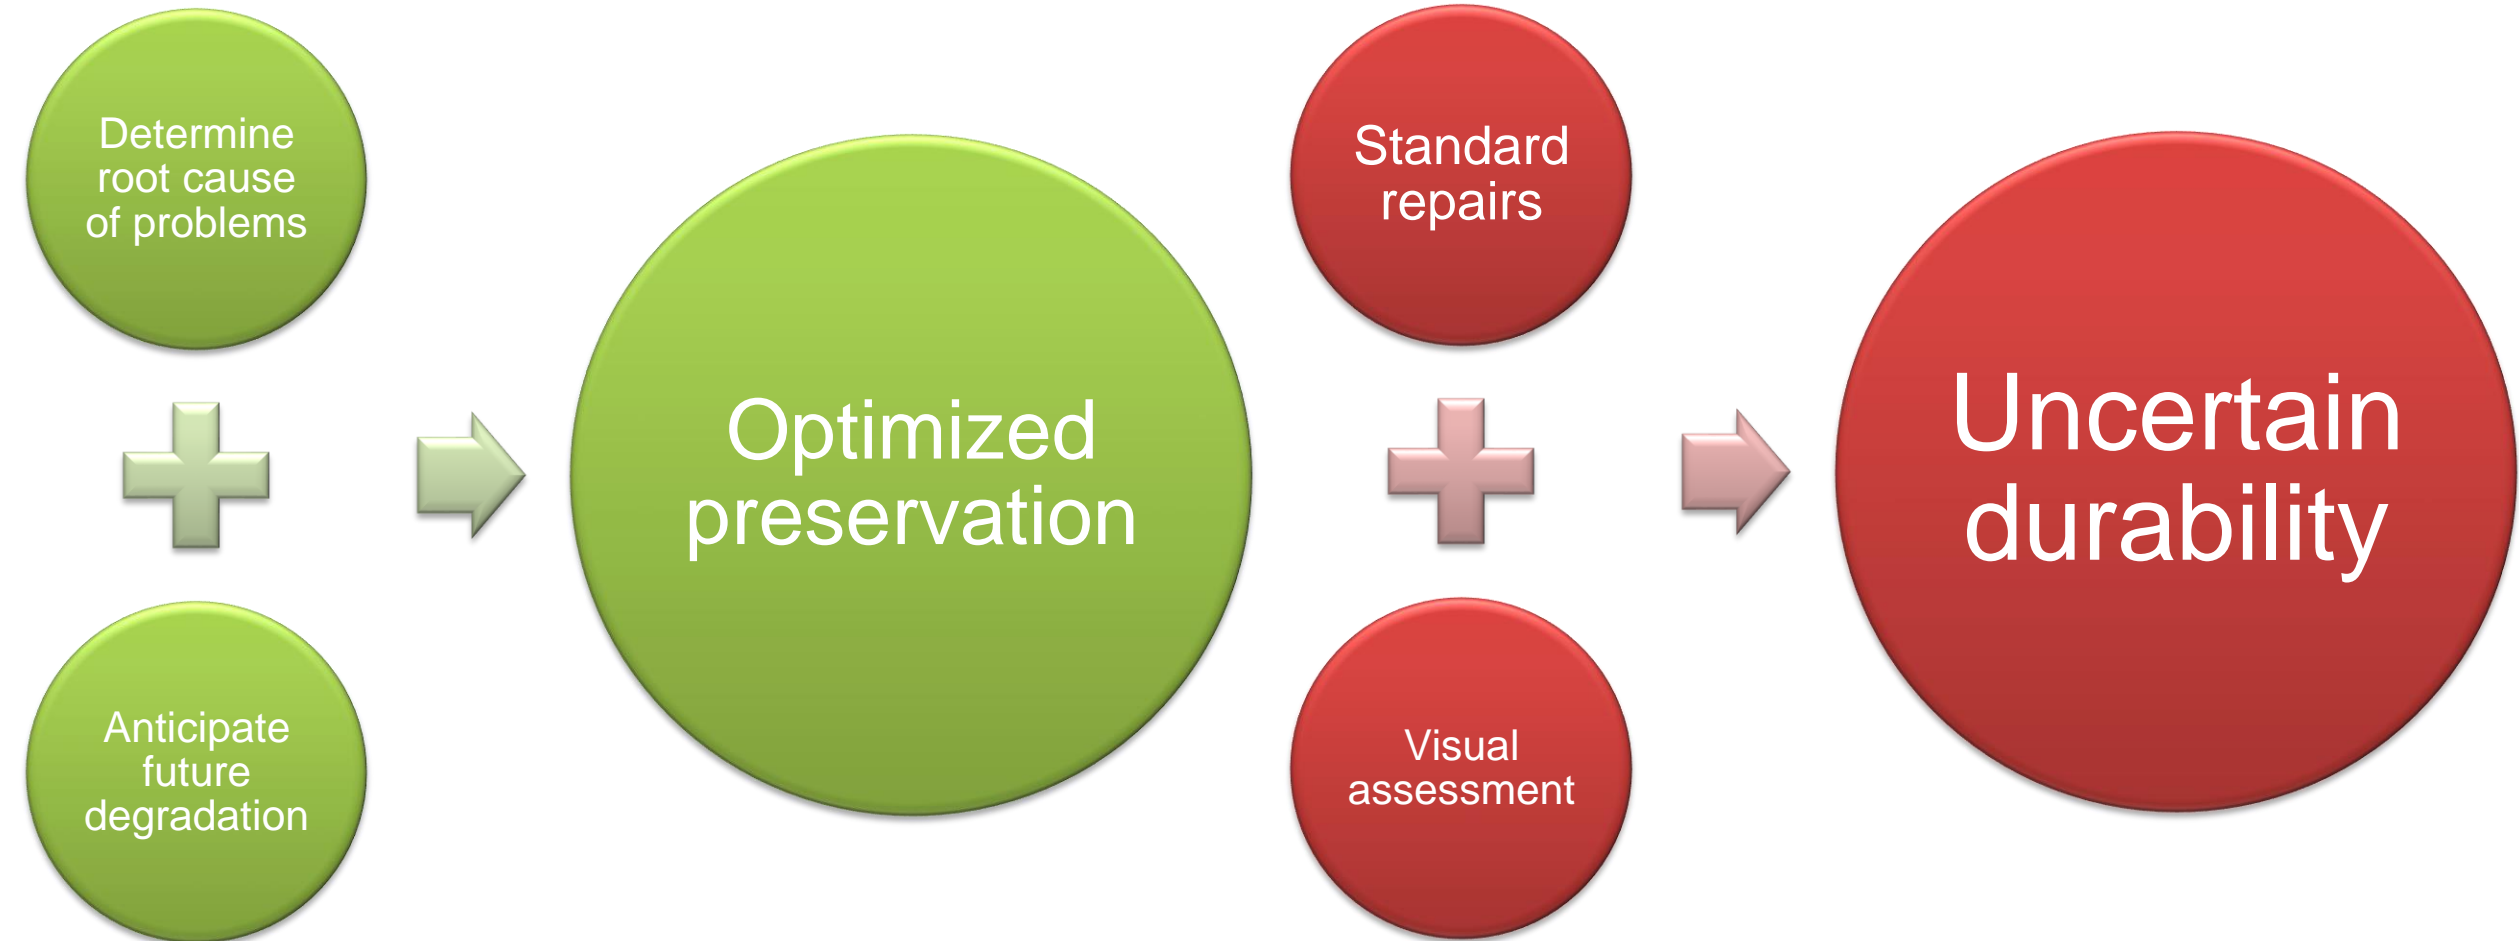 Determine
root cause
of problems
Anticipate
future
degradation
Optimized
preservation
Standard
repairs
Visual
assessment
Uncertain
durability